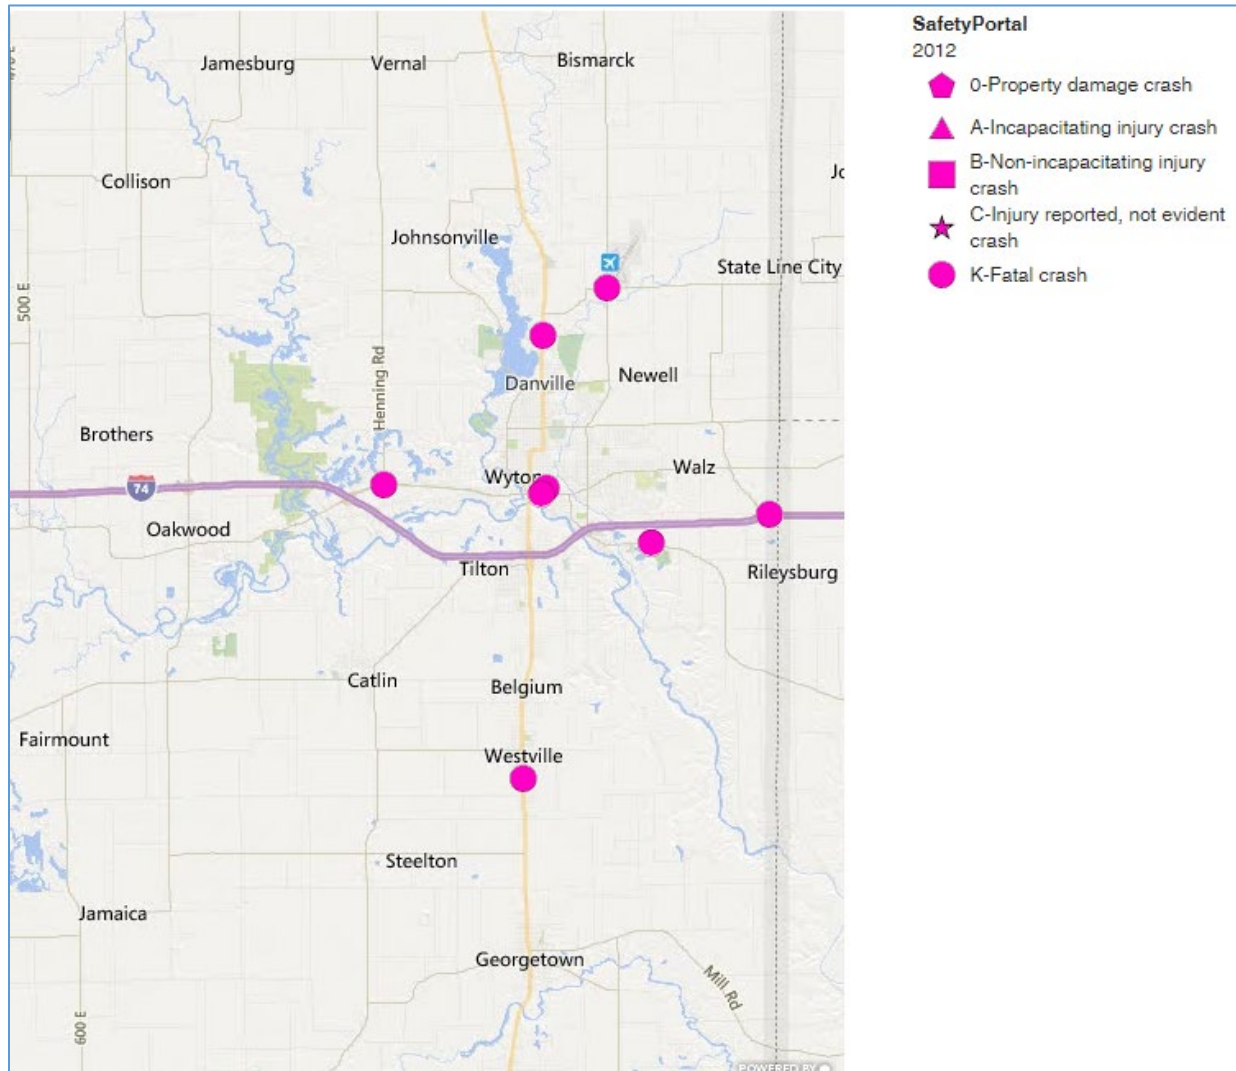 SafetyPortal
2012
0-Property damage crash
A-Incapacitating injury crash
B-Non-incapacitating injury
crash
C-Injury reported, not evident
crash
K-Fatal crash
Jamesburg
Vernal
Bismarck
Collison
Johnsonville
State Line City
500 E
Henning Rd
Danville
Newell
Brothers
Walz
74
Oakwood
Tilton
Rileysburg
Catlin
Belgium
Fairmount
Westville
Steelton
Jamaica
Georgetown
Mill Rd
600 E
POWERED BY